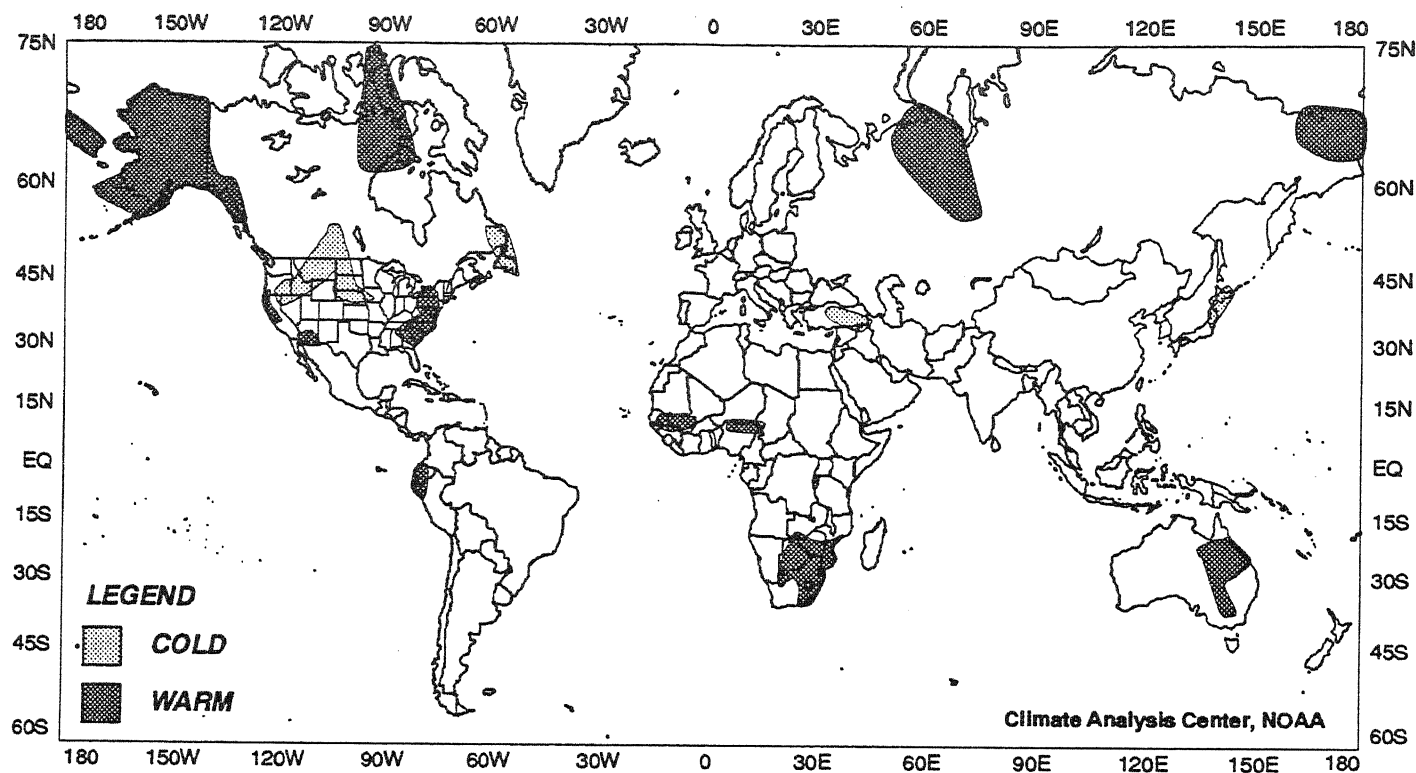 180 150W 120W 90W 60W 30W 0 30E 60E 90E 120E 150E 180
75N 75N
60N 60N
45N 45N
30N 30N
15N 15N
EQ EQ
15S 15S
30S 30S
LEGEND
COLD
45S 45S
WARM
Climate Analysis Center, NOAA
60S 60S
180 150W 120W 90W 60W 30W 0 30E 60E 90E 120E 150E 180